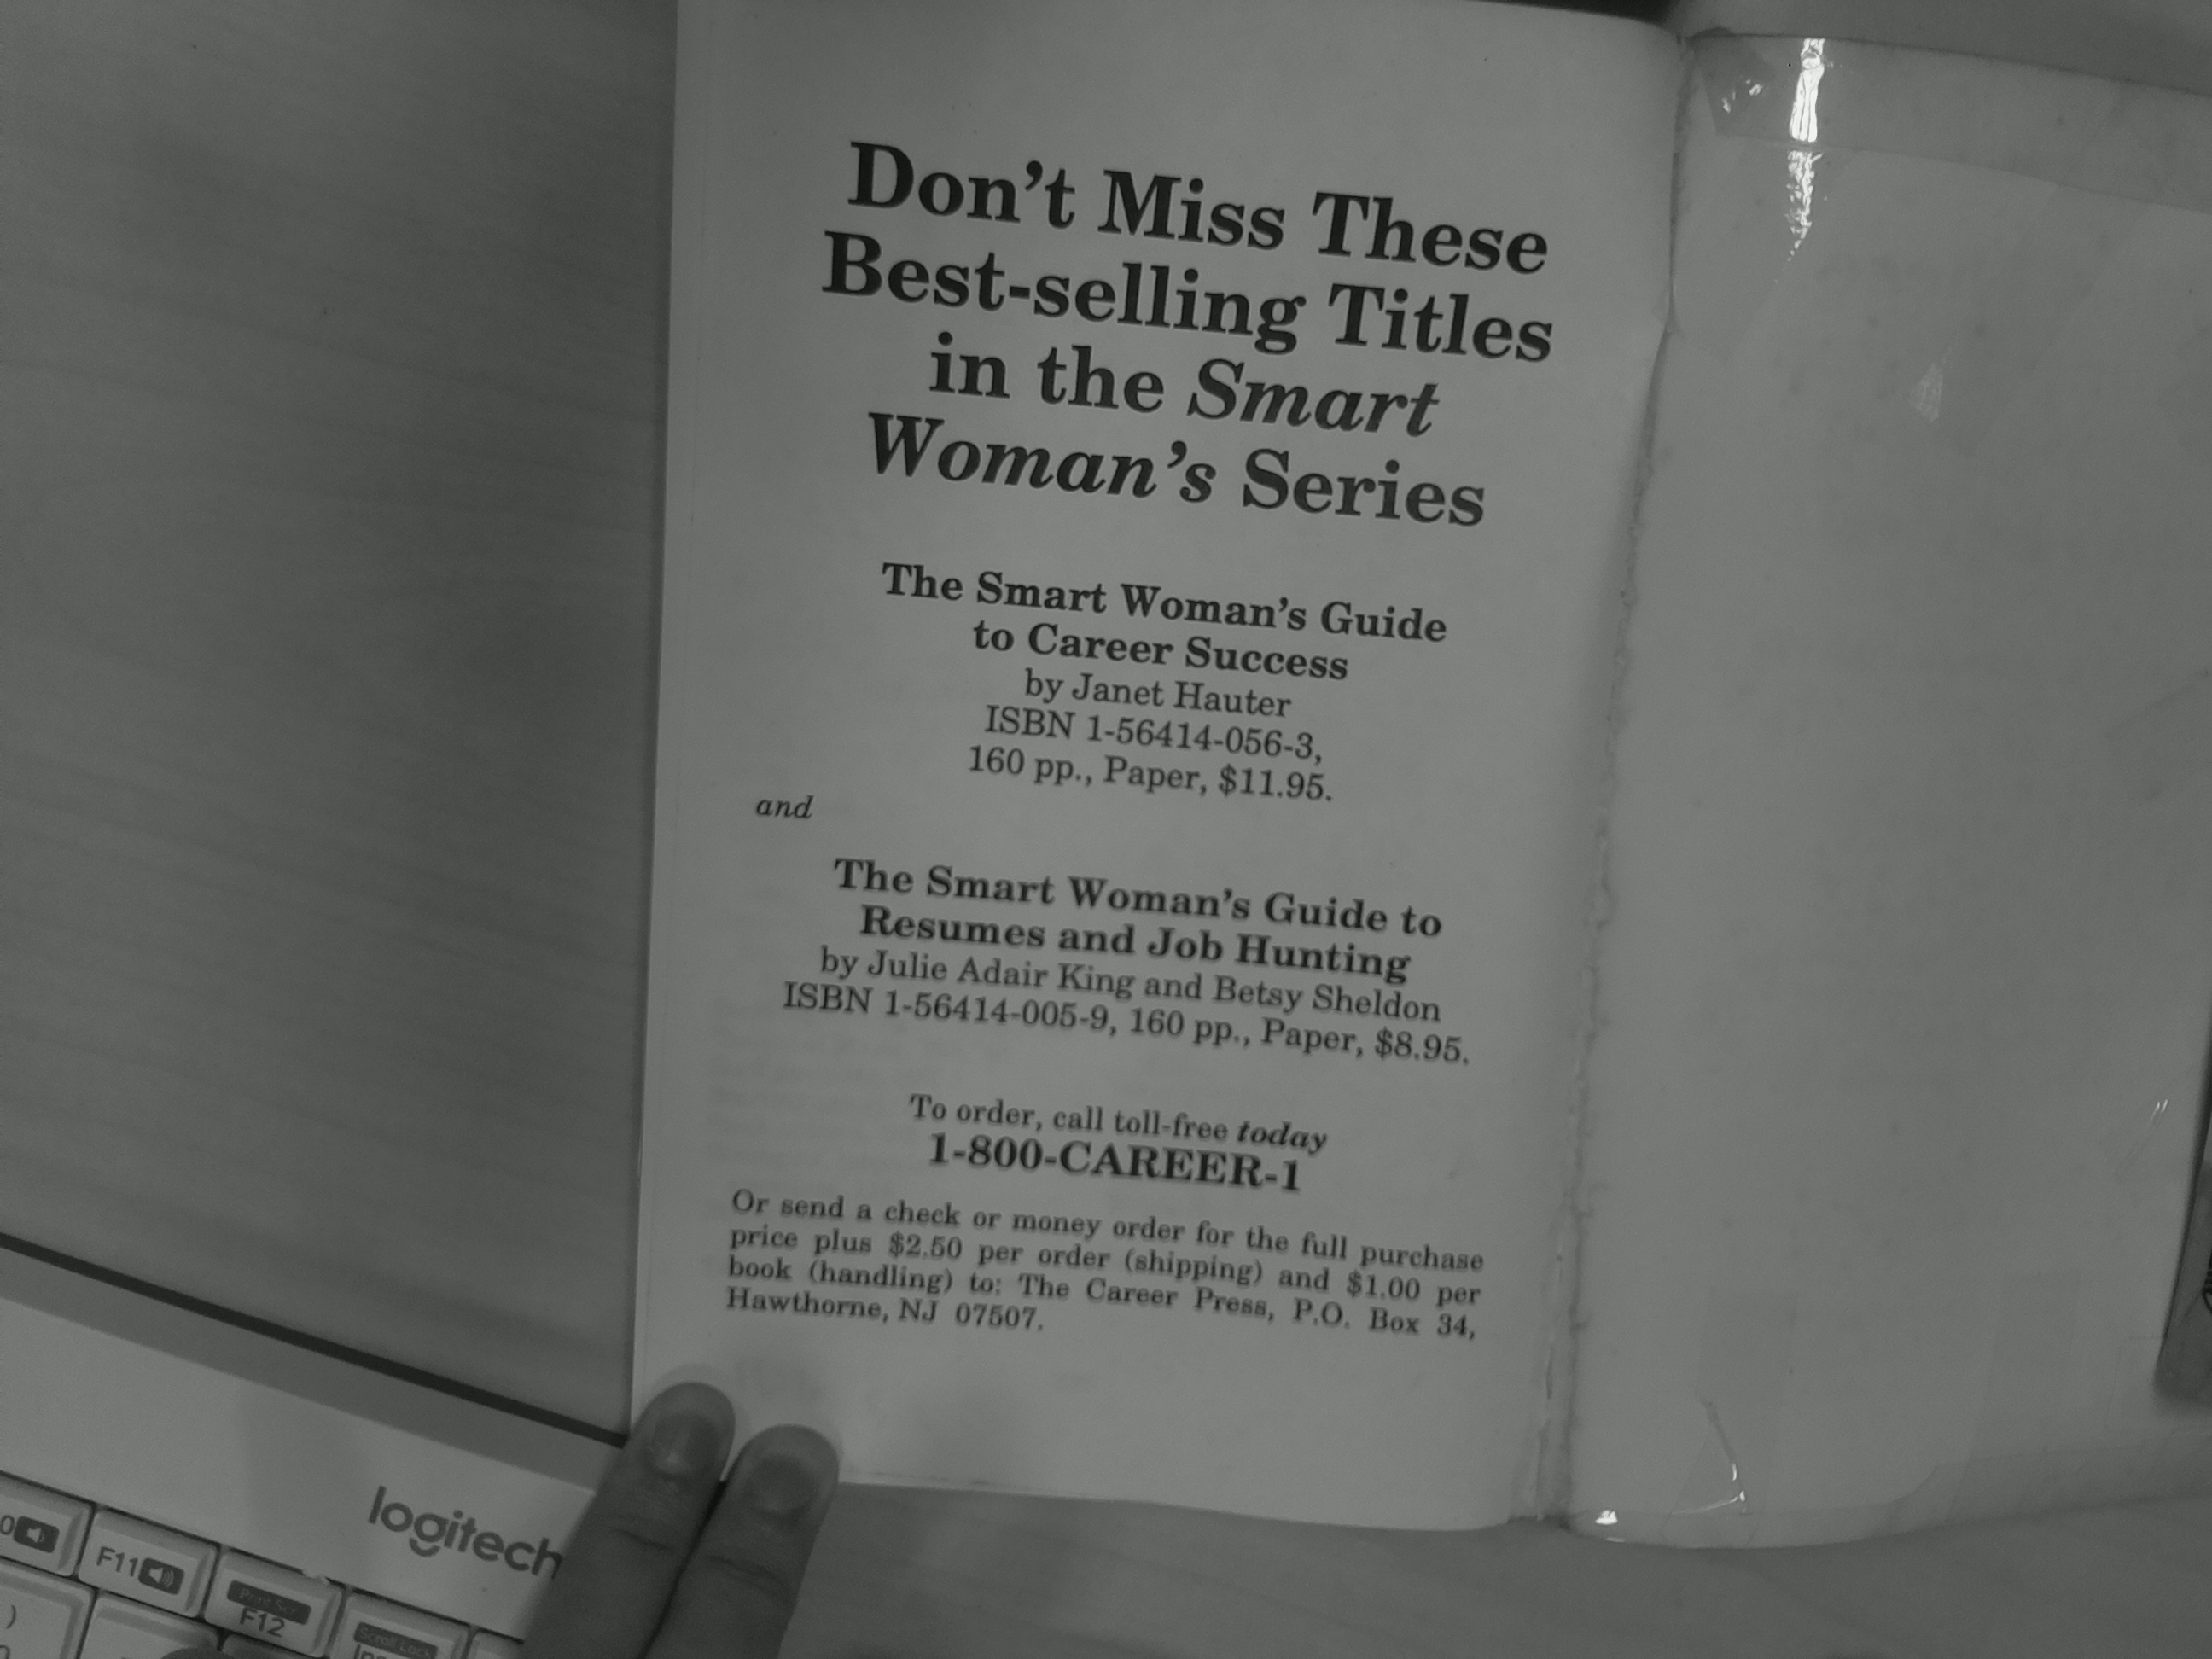 Don't Miss These
Best-selling Titles
in the Smart
Woman's Series
The Smart Woman's Guide
to Career Success
by Janet Hauter
ISBN 1-56414-056-3,
160 pp., Paper, $11.95.
and
The Smart Woman's Guide to
Resumes and Job Hunting
by Julie Adair King and Betsy Sheldon
ISBN 1-56414-005-9, 160 pp., Paper, $8.95.
To order, call toll-free today
1-800-CAREER-1
Or send a check or money order for the full purchase
price plus $2.50 per order (shipping) and $1.00 per
book (handling) to: The Career Press, P.O. Box 34,
Hawthorne, NJ 07507.
logitech
F11
Print Scr
F12
Scroll Lock
)